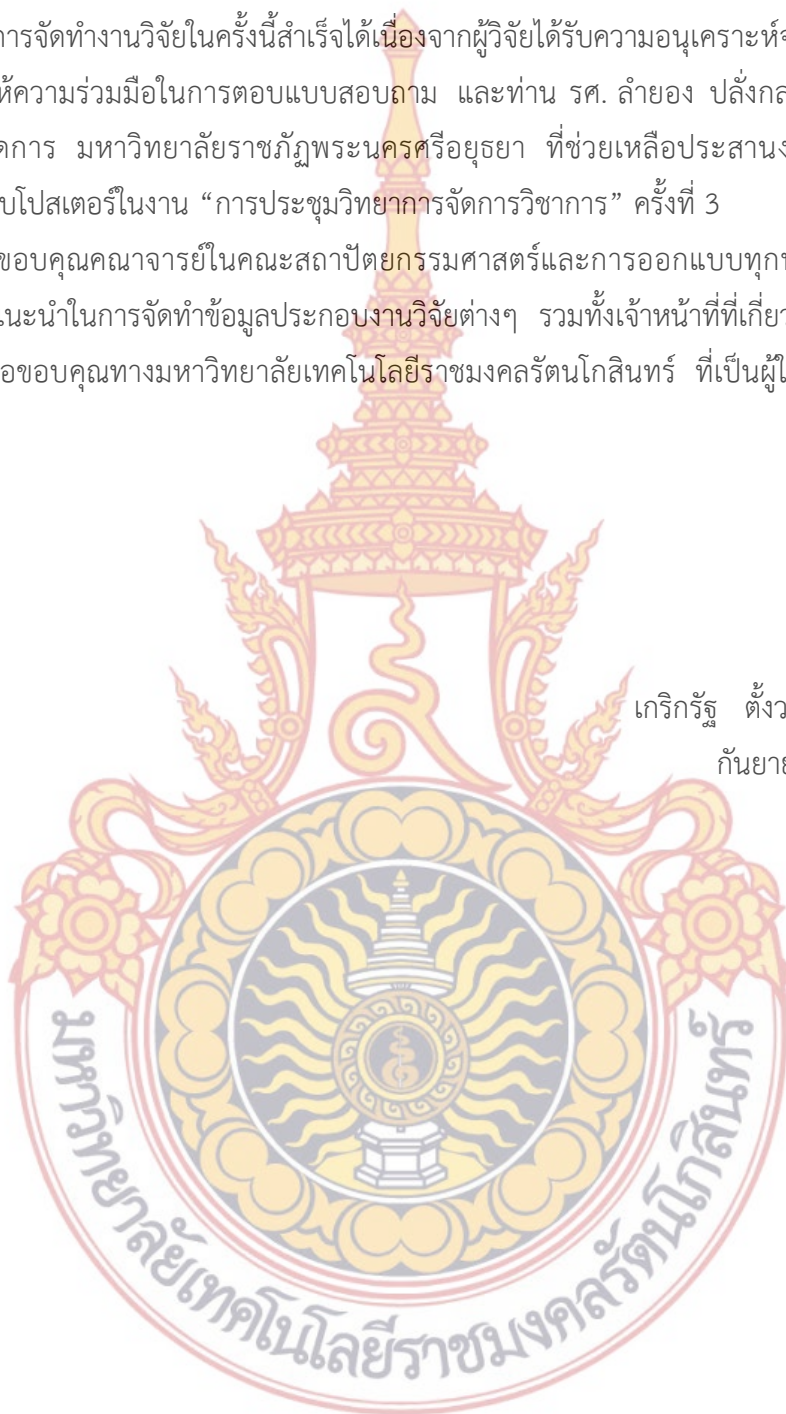 การจัดทำงานวิจัยในครั้งนี้สำเร็จได้เนื่องจากผู้วิจัยได้รับความอนุเคราะห์
ให้ความร่วมมือในการตอบแบบสอบถาม และท่าน รศ. ลำยอง ปลั่งกล
การ มหาวิทยาลัยราชภัฏพระนครศรีอยุธยา ที่ช่วยเหลือประสานง
บโปสเตอร์ในงาน “การประชุมวิทยาการจัดการวิชาการ” ครั้งที่ 3
ขอบคุณคณาจารย์ในคณะสถาปัตยกรรมศาสตร์และการออกแบบทุกท
แนะนำในการจัดทำข้อมูลประกอบงานวิจัยต่างๆ รวมทั้งเจ้าหน้าที่ที่เกี่ยว
อขอบคุณทางมหาวิทยาลัยเทคโนโลยีราชมงคลรัตนโกสินทร์ ที่เป็นผู้ใ
เกริกรัฐ ตั้งว
กันยาย
มหาวิทยาลัยเทคโนโลยีราชมงคลรัตนโกสินทร์